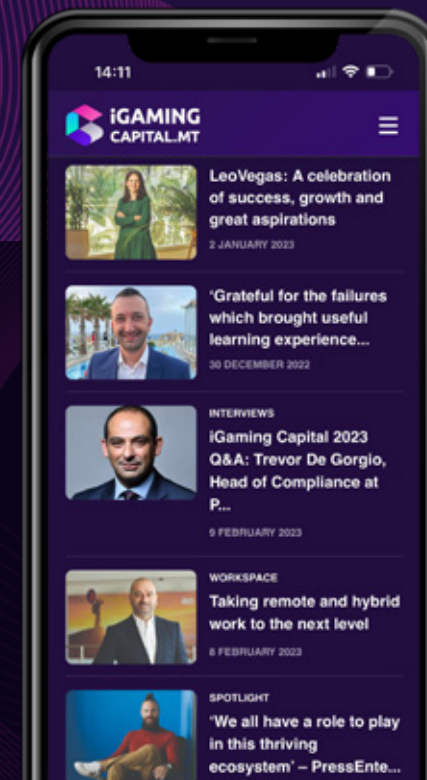 14:11
iGAMING
CAPITAL.MT
LeoVegas: A celebration
of success, growth and
great aspirations
2 JANUARY 2023
'Grateful for the failures
which brought useful
learning experience...
30 DECEMBER 2022
INTERVIEWS
iGaming Capital 2023
Q&A: Trevor De Gorgio,
Head of Compliance at
P...
9 FEBRUARY 2023
WORKSPACE
Taking remote and hybrid
work to the next level
8 FEBRUARY 2023
SPOTLIGHT
'We all have a role to play
in this thriving
ecosystem' – PressEnte...